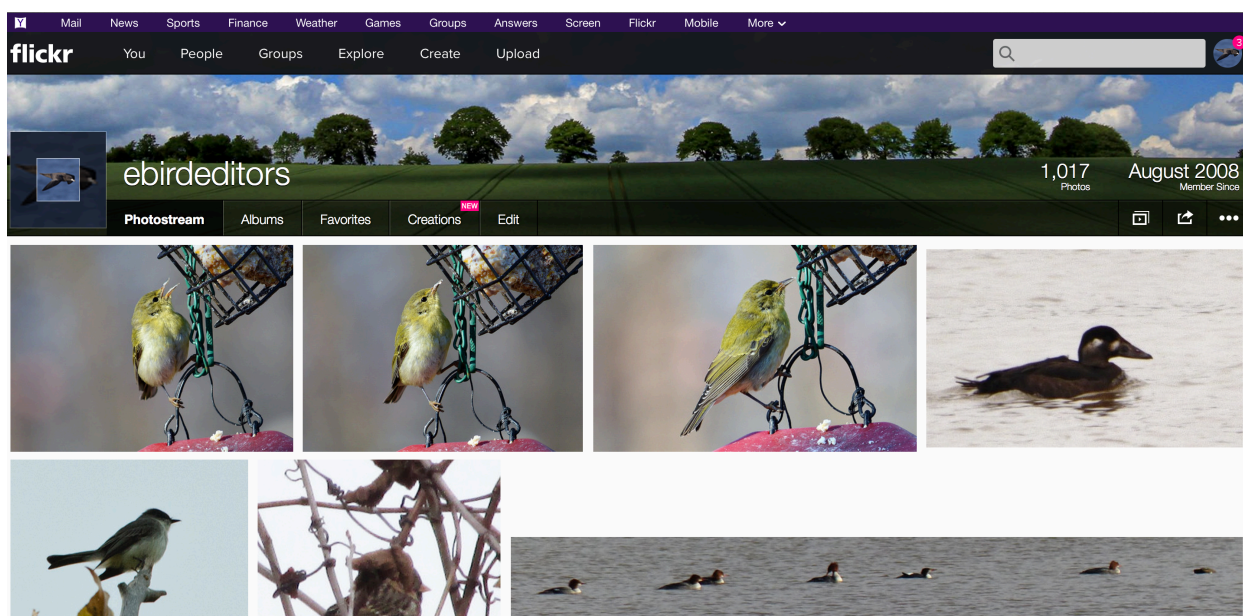 Y Mail News Sports Finance Weather Games Groups Answers Screen Flickr Mobile More
flickr You People Groups Explore Create Upload 3
ebirdeditors
1,017 August 2008
Photos Member Since
NEW
Photostream Albums Favorites Creations Edit